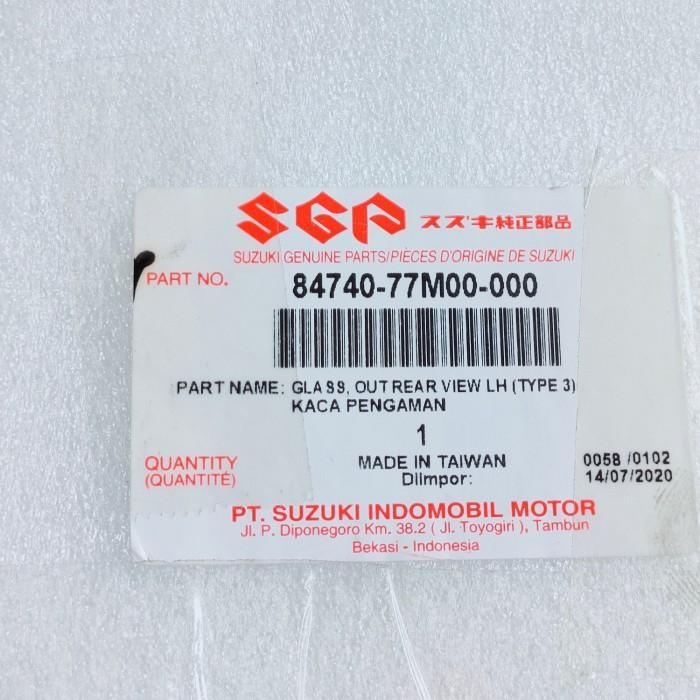 SGP スズキ純正部品
SUZUKI GENUINE PARTS/PIÈCES D'ORIGINE DE SUZUKI
PART NO. 84740-77M00-000
PART NAME: GLASS, OUT REAR VIEW LH (TYPE 3)
KACA PENGAMAN
1
QUANTITY MADE IN TAIWAN 0058 /0102
(QUANTITÉ) DIimpor: 14/07/2020
PT. SUZUKI INDOMOBIL MOTOR
Jl. P. Diponegoro Km. 38.2 ( Jl. Toyogiri ), Tambun
Bekasi - Indonesia